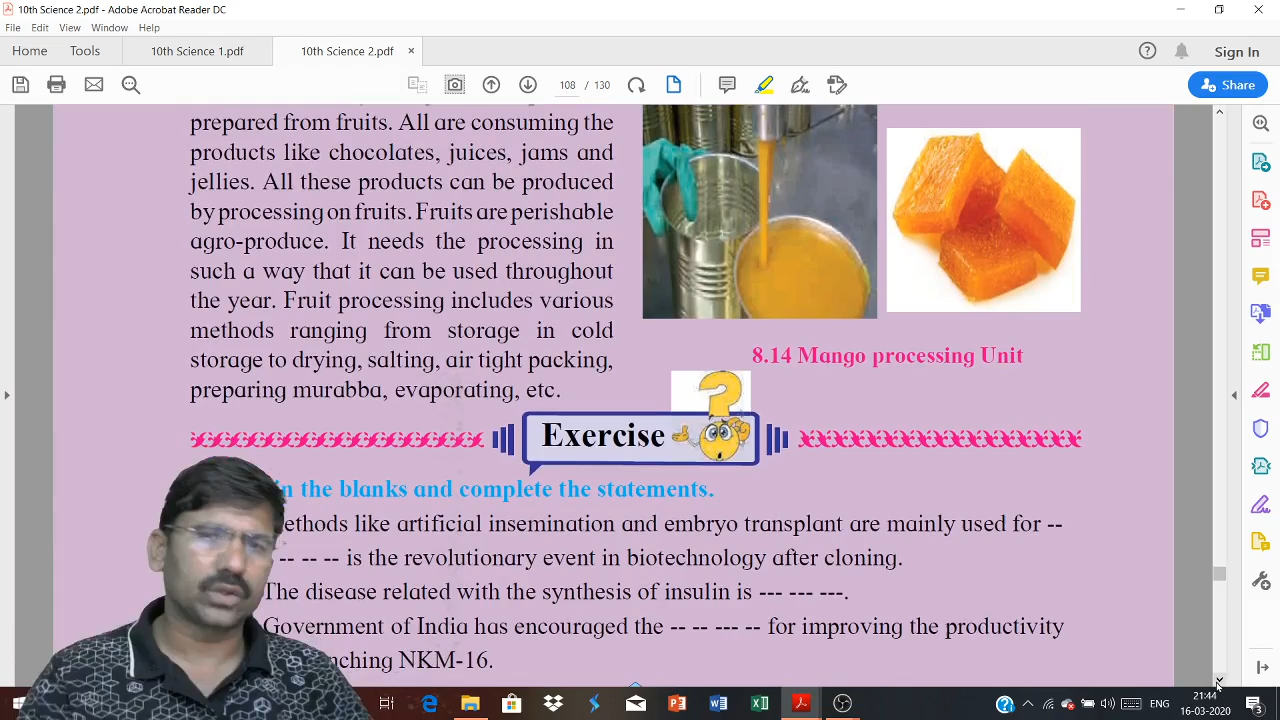 10th Science 2.pdf - Adobe Acrobat Reader DC
File Edit View Window Help
Home Tools 10th Science 1.pdf 10th Science 2.pdf × Sign In
108 / 130 Share
prepared from fruits. All are consuming the
products like chocolates, juices, jams and
jellies. All these products can be produced
by processing on fruits. Fruits are perishable
agro-produce. It needs the processing in
such a way that it can be used throughout
the year. Fruit processing includes various
methods ranging from storage in cold
storage to drying, salting, air tight packing,
preparing murabba, evaporating, etc.
8.14 Mango processing Unit
Exercise
in the blanks and complete the statements.
ethods like artificial insemination and embryo transplant are mainly used for --
-- -- -- is the revolutionary event in biotechnology after cloning.
The disease related with the synthesis of insulin is --- --- ---.
Government of India has encouraged the -- -- --- -- for improving the productivity
nching NKM-16.
ENG
21:44
16-03-2020
3